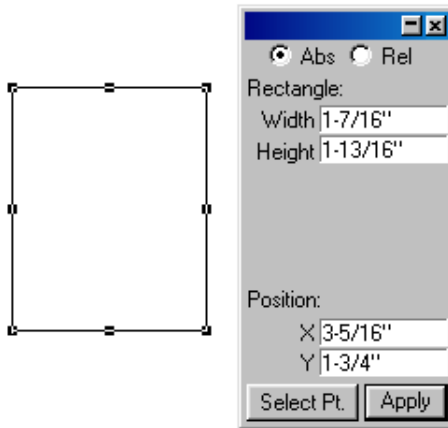 Abs Rel
Rectangle:
Width 1-7/16"
Height 1-13/16"
Position:
X 3-5/16"
Y 1-3/4"
Select Pt. Apply